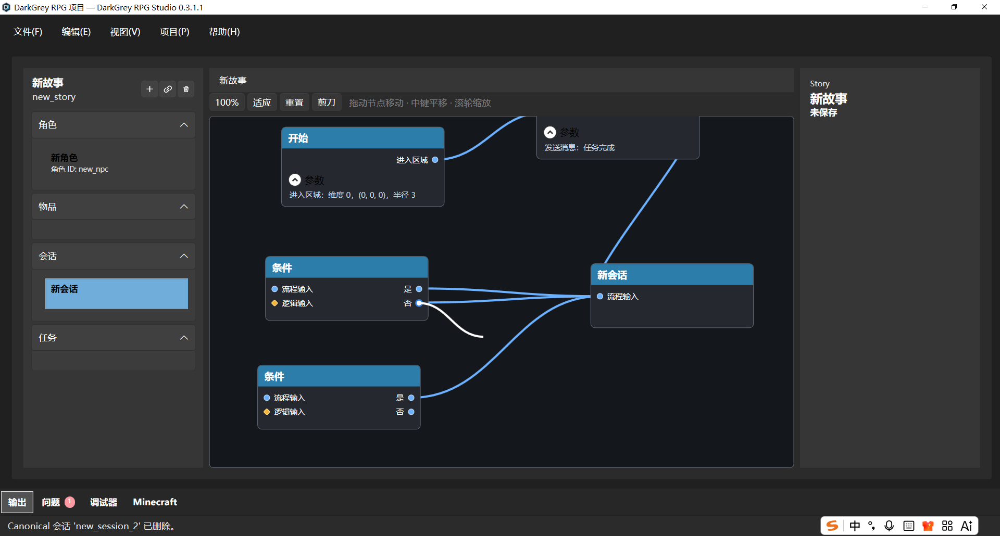 DarkGrey RPG 项目 — DarkGrey RPG Studio 0.3.1.1
文件(F) 编辑(E) 视图(V) 项目(P) 帮助(H)
新故事
new_story
角色
新角色
角色 ID: new_npc
物品
会话
新会话
任务
新故事
100% 适应 重置 剪刀 拖动节点移动 · 中键平移 · 滚轮缩放
开始
进入区域
参数
进入区域：维度 0，(0, 0, 0)，半径 3
参数
发送消息：任务完成
条件
流程输入 是
逻辑输入 否
新会话
流程输入
条件
流程输入 是
逻辑输入 否
Story
新故事
未保存
输出 问题 1 调试器 Minecraft
Canonical 会话 'new_session_2' 已删除。
S 中 °, Ai